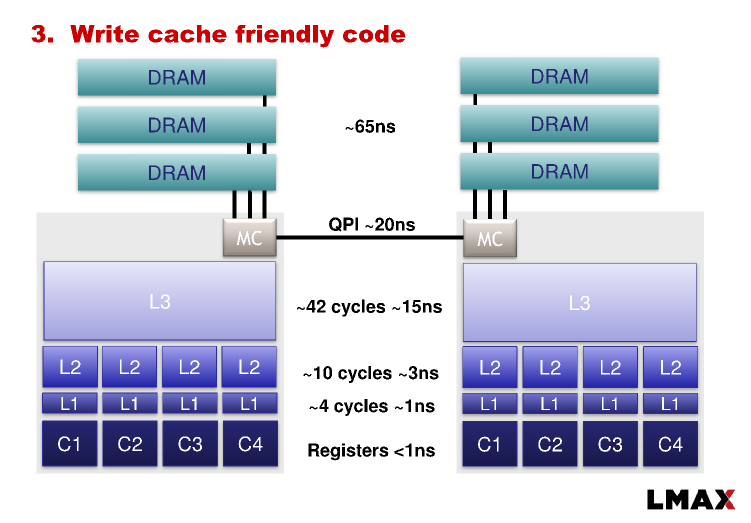 3. Write cache friendly code
DRAM
DRAM
DRAM
DRAM
~65ns
DRAM
DRAM
MC
QPI ~20ns
MC
L3
~42 cycles ~15ns
L3
L2 L2 L2 L2
~10 cycles ~3ns
L2 L2 L2 L2
L1 L1 L1 L1
~4 cycles ~1ns
L1 L1 L1 L1
C1 C2 C3 C4
Registers <1ns
C1 C2 C3 C4
LMAX